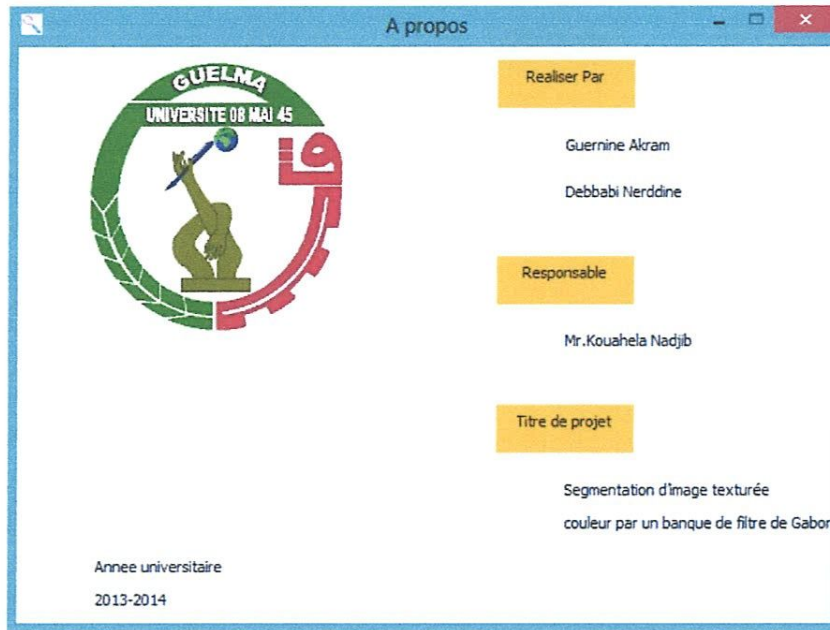 A propos
GUELMA
UNIVERSITE 08 MAI 45
Realiser Par
Guernine Akram
Debbabi Nerddine
Responsable
Mr.Kouahela Nadjib
Titre de projet
Segmentation d'image texturée
couleur par un banque de filtre de Gabor
Annee universitaire
2013-2014